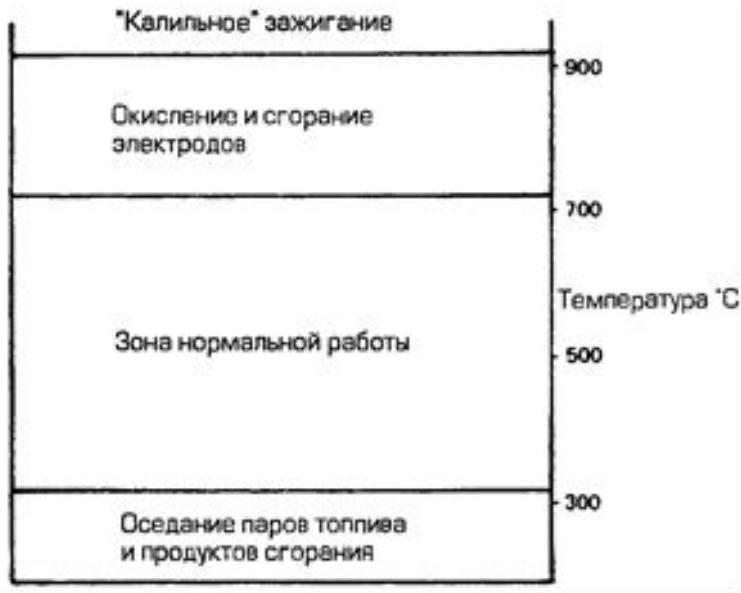 "Калильное" зажигание
900
Окисление и сгорание
электродов
700
Температура °С
Зона нормальной работы
500
300
Оседание паров топлива
и продуктов сгорания